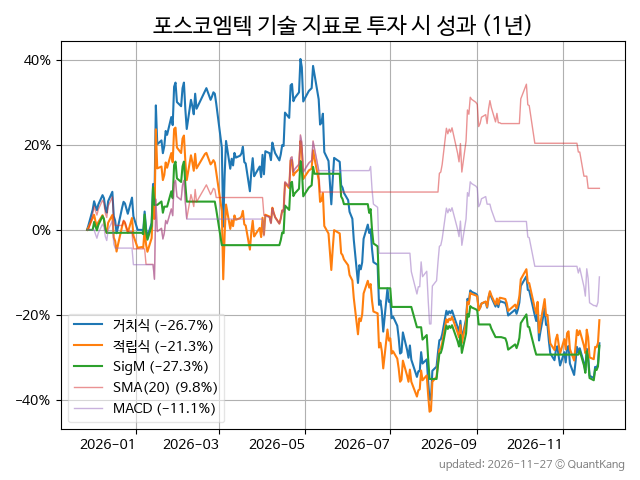 포스코엠텍 기술 지표로 투자 시 성과 (1년)
40%
20%
0%
−20%
−40%
거치식 (−26.7%)
적립식 (−21.3%)
SigM (−27.3%)
SMA(20) (9.8%)
MACD (−11.1%)
2026-01
2026-03
2026-05
2026-07
2026-09
2026-11
updated: 2026-11-27 © QuantKang